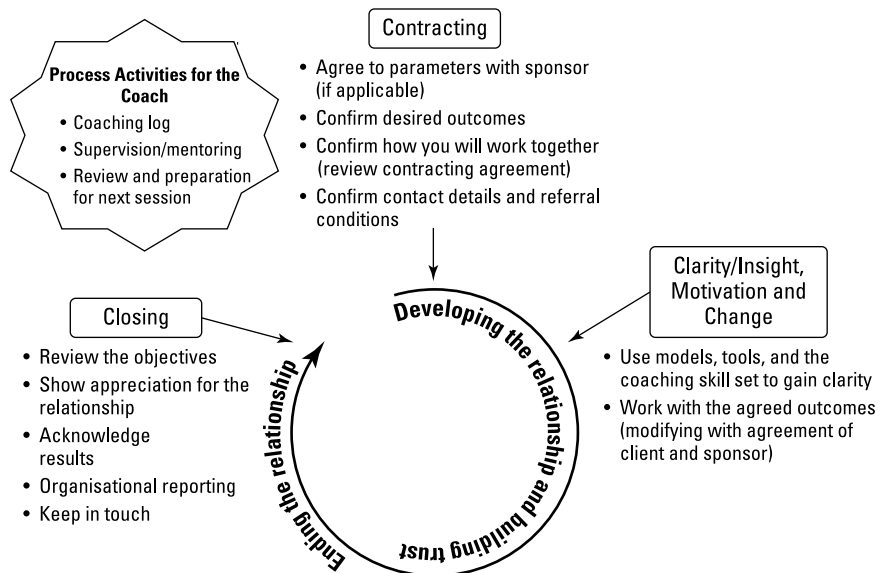 Process Activities for the
Coach
• Coaching log
• Supervision/mentoring
• Review and preparation
for next session
Contracting
• Agree to parameters with sponsor
(if applicable)
• Confirm desired outcomes
• Confirm how you will work together
(review contracting agreement)
• Confirm contact details and referral
conditions
Clarity/Insight,
Motivation and
Change
• Use models, tools, and the
coaching skill set to gain clarity
• Work with the agreed outcomes
(modifying with agreement of
client and sponsor)
Developing the relationship and building trust
Ending the relationship
Closing
• Review the objectives
• Show appreciation for the
relationship
• Acknowledge
results
• Organisational reporting
• Keep in touch